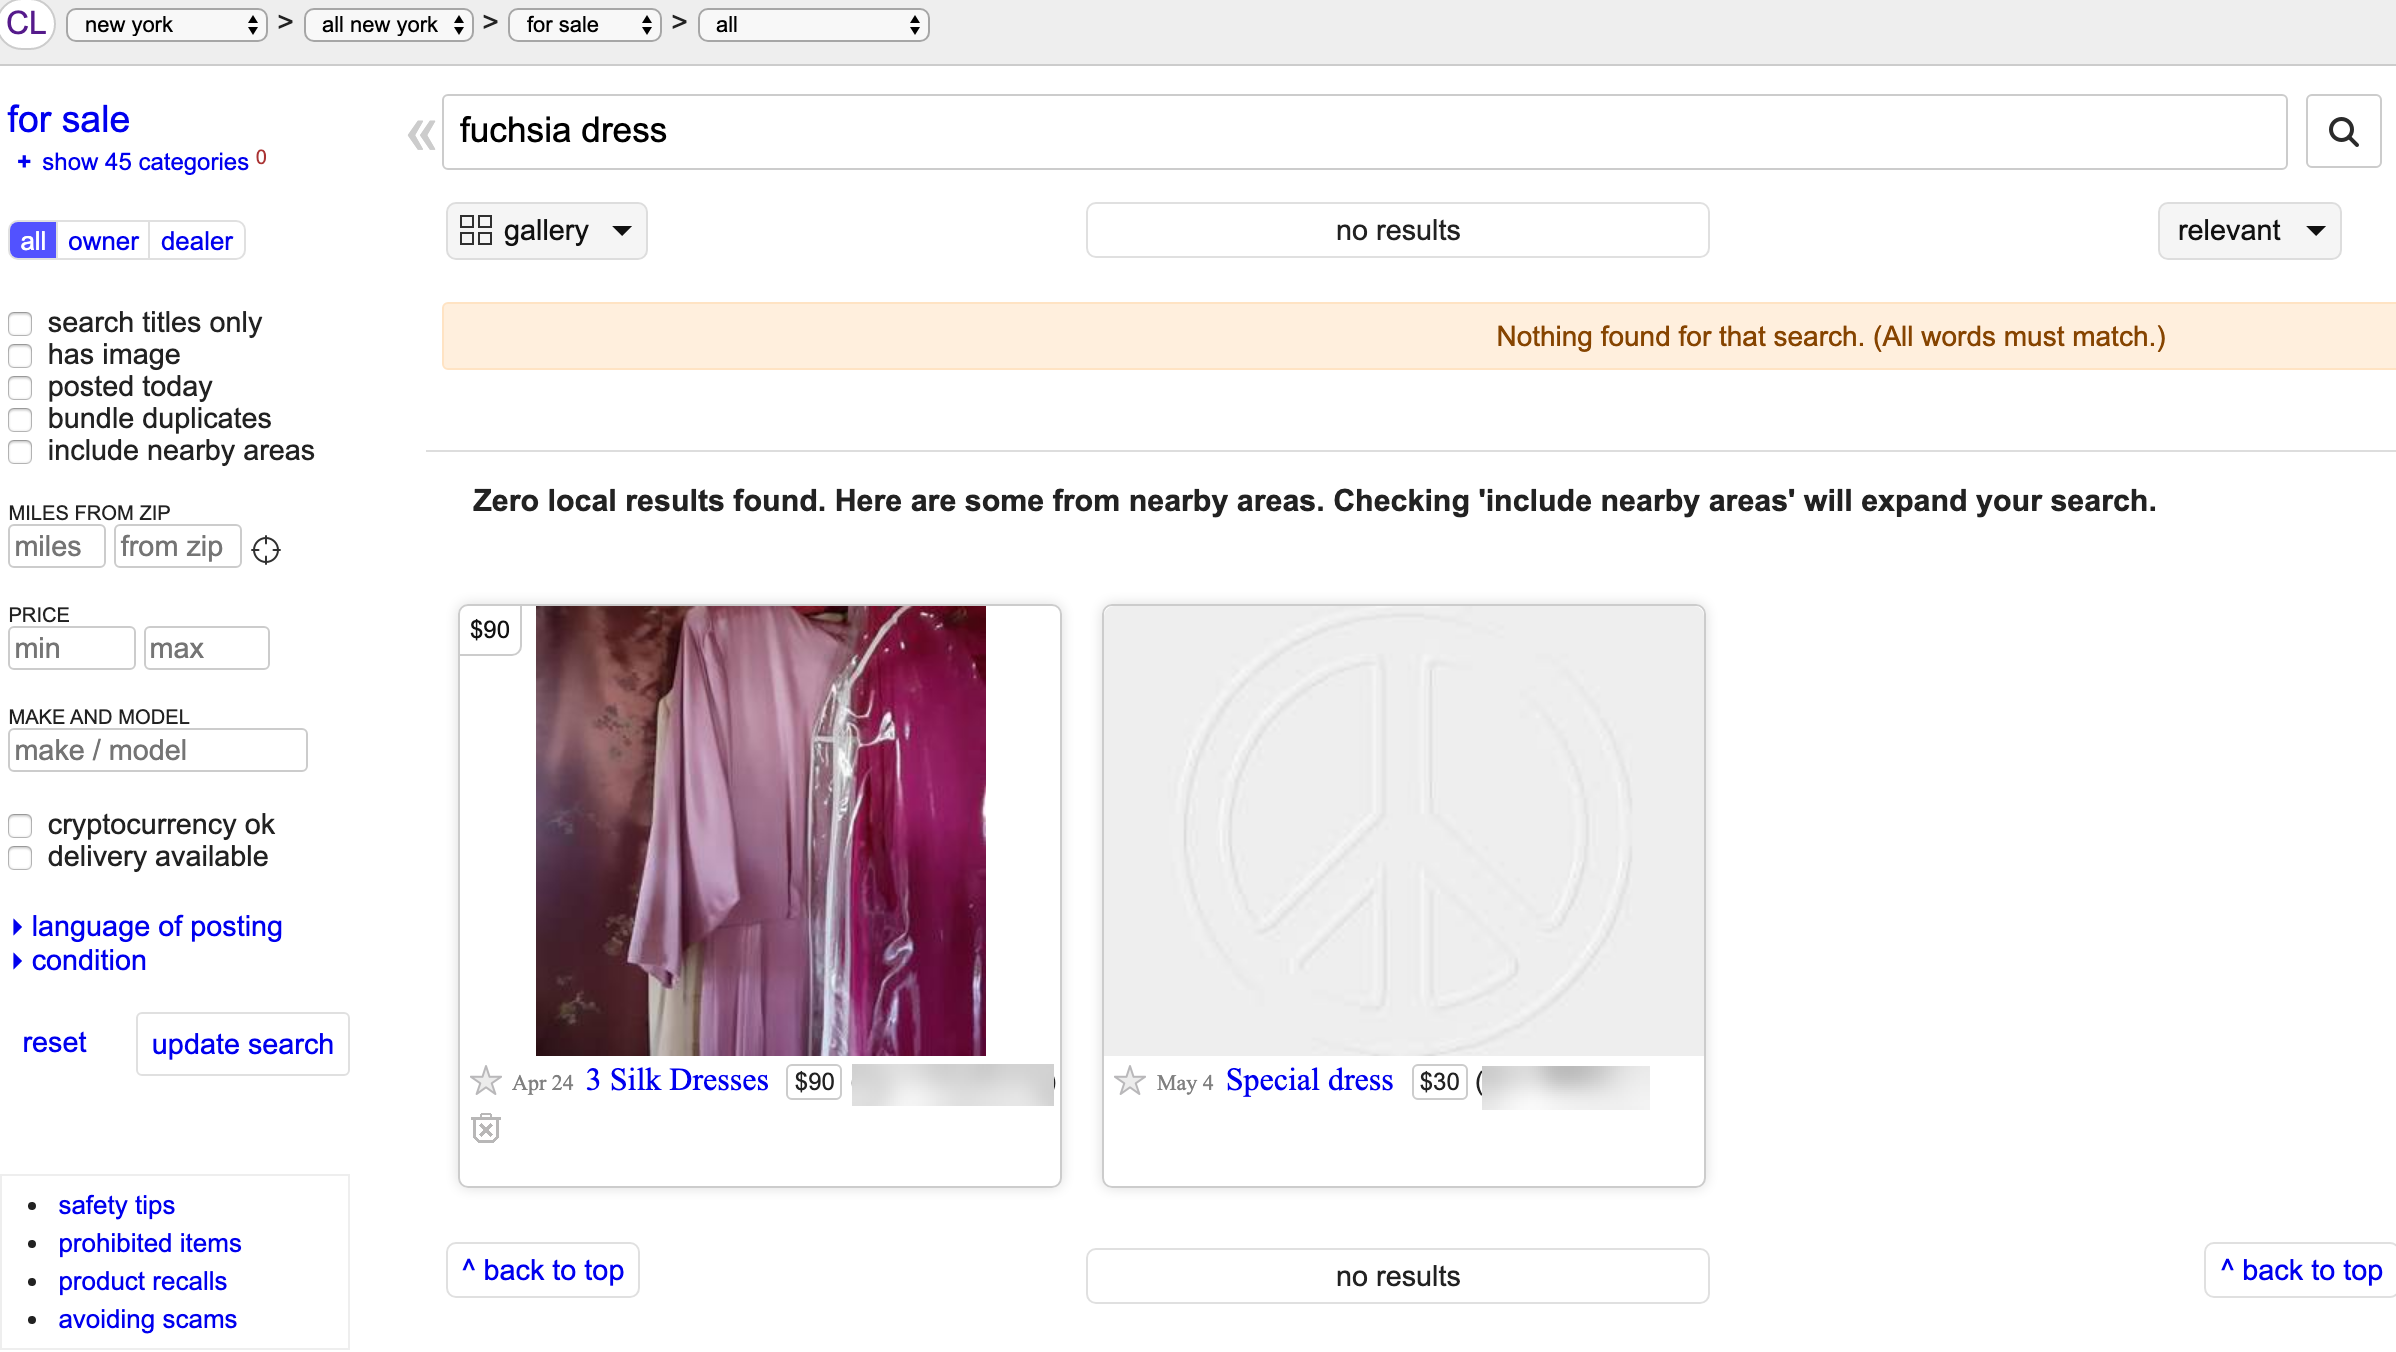 CL new york > all new york > for sale > all
for sale
+ show 45 categories 0
all owner dealer
search titles only
has image
posted today
bundle duplicates
include nearby areas
MILES FROM ZIP
miles from zip
PRICE
min max
MAKE AND MODEL
make / model
cryptocurrency ok
delivery available
language of posting
condition
reset update search
safety tips
prohibited items
product recalls
avoiding scams
« fuchsia dress
gallery no results relevant
Nothing found for that search. (All words must match.)
Zero local results found. Here are some from nearby areas. Checking 'include nearby areas' will expand your search.
$90
Apr 24 3 Silk Dresses $90
May 4 Special dress $30 (
^ back to top no results ^ back to top